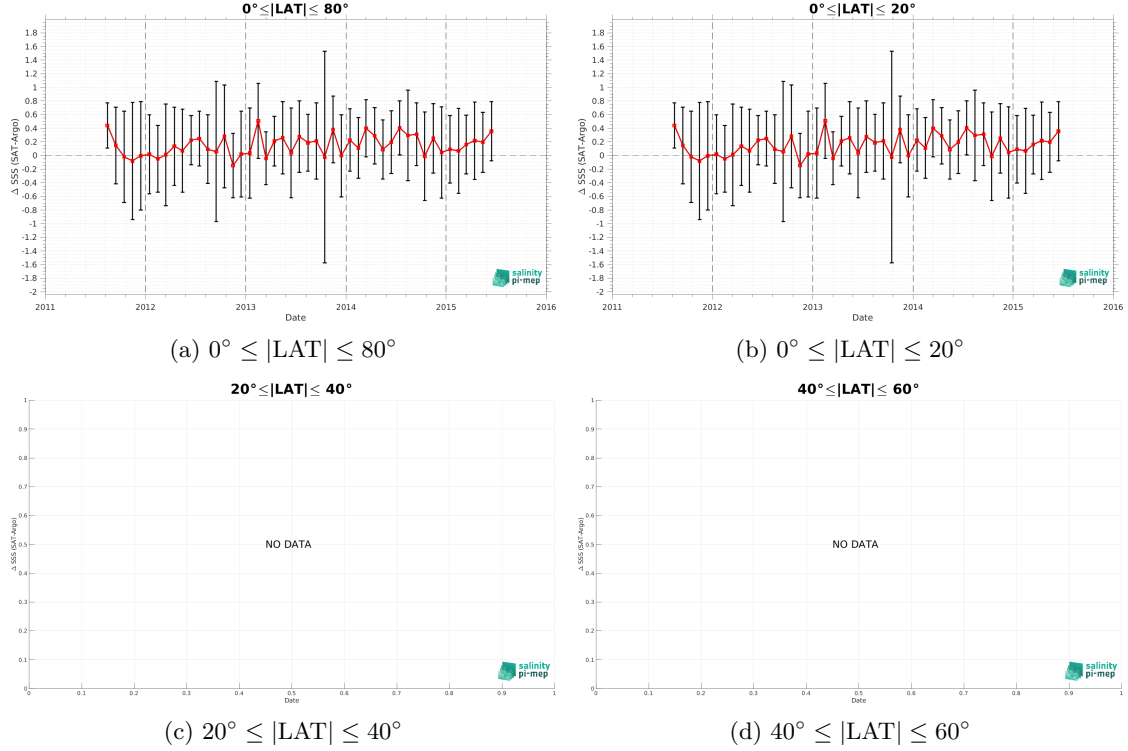 0°≤|LAT|≤ 80°
Δ SSS (SAT-Argo)
1.8
1.6
1.4
1.2
1
0.8
0.6
0.4
0.2
0
-0.2
-0.4
-0.6
-0.8
-1
-1.2
-1.4
-1.6
-1.8
-2
2011 2012 2013 2014 2015 2016
Date
salinity
pi-mep
(a) 0° ≤ |LAT| ≤ 80°
0°≤|LAT|≤ 20°
Δ SSS (SAT-Argo)
1.8
1.6
1.4
1.2
1
0.8
0.6
0.4
0.2
0
-0.2
-0.4
-0.6
-0.8
-1
-1.2
-1.4
-1.6
-1.8
-2
2011 2012 2013 2014 2015 2016
Date
salinity
pi-mep
(b) 0° ≤ |LAT| ≤ 20°
20°≤|LAT|≤ 40°
Δ SSS (SAT-Argo)
1
0.9
0.8
0.7
0.6
0.5
0.4
0.3
0.2
0.1
0
NO DATA
0 0.1 0.2 0.3 0.4 0.5 0.6 0.7 0.8 0.9 1
Date
salinity
pi-mep
(c) 20° ≤ |LAT| ≤ 40°
40°≤|LAT|≤ 60°
Δ SSS (SAT-Argo)
1
0.9
0.8
0.7
0.6
0.5
0.4
0.3
0.2
0.1
0
NO DATA
0 0.1 0.2 0.3 0.4 0.5 0.6 0.7 0.8 0.9 1
Date
salinity
pi-mep
(d) 40° ≤ |LAT| ≤ 60°